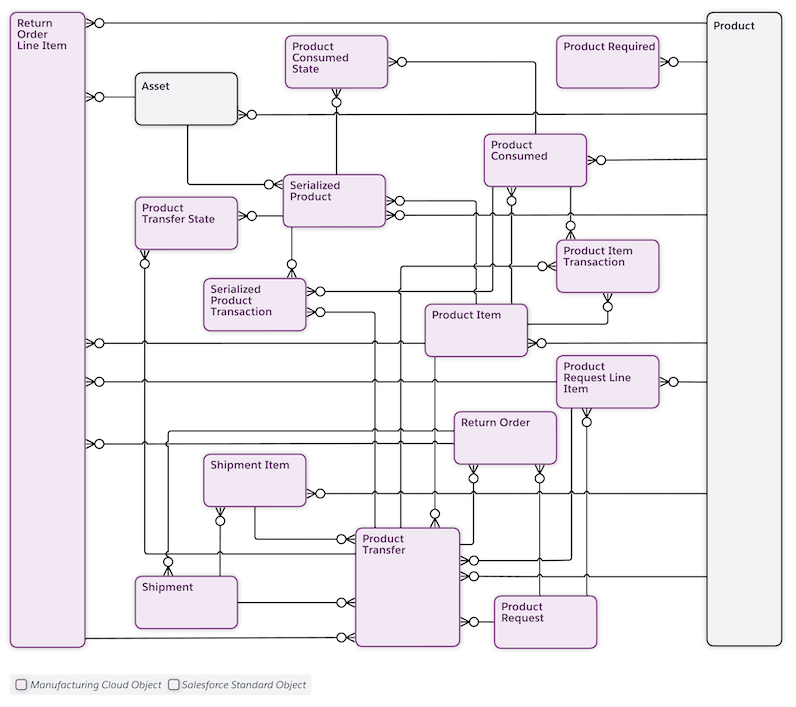 Return
Order
Line Item
Product
Product
Consumed
State
Product Required
Asset
Product
Consumed
Serialized
Product
Product
Transfer State
Product Item
Transaction
Serialized
Product
Transaction
Product Item
Product
Request Line
Item
Return Order
Shipment Item
Product
Transfer
Shipment
Product
Request
Manufacturing Cloud Object
Salesforce Standard Object